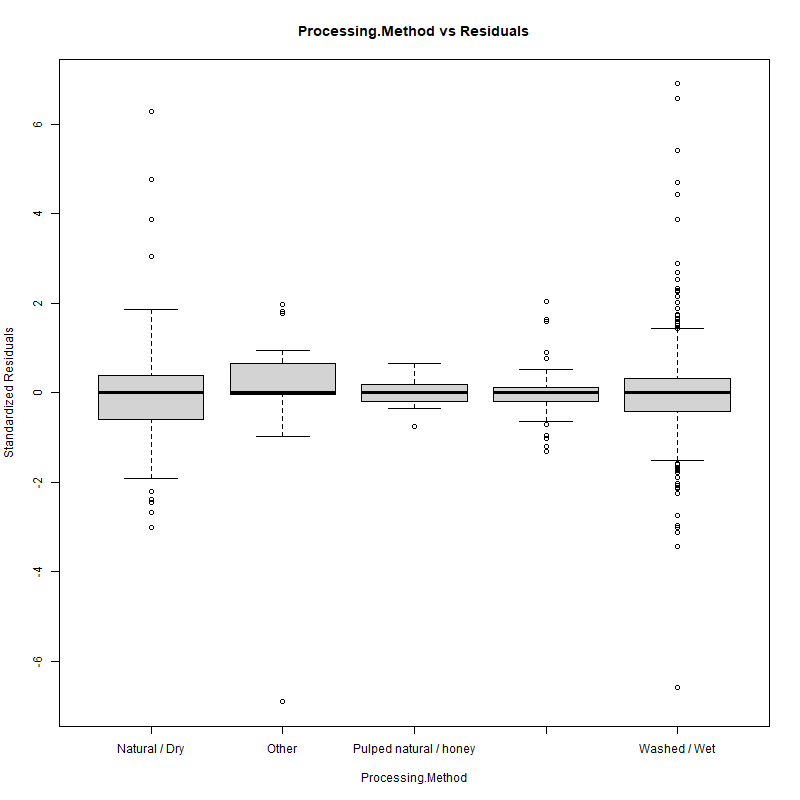 Processing.Method vs Residuals
6
4
2
0
-2
-4
-6
Standardized Residuals
Natural / Dry
Other
Pulped natural / honey
Washed / Wet
Processing.Method